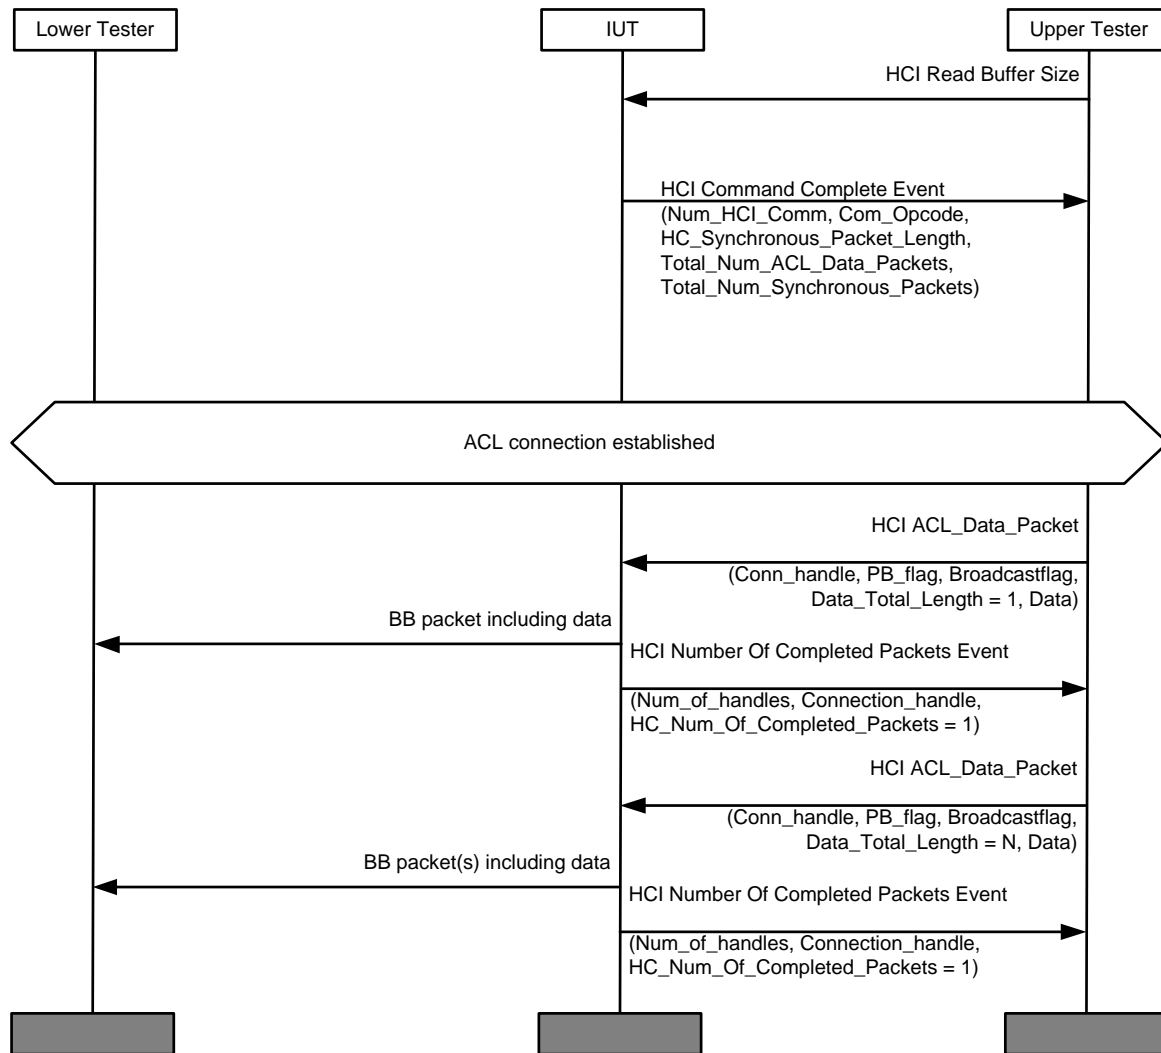 Lower Tester
IUT
Upper Tester
HCI Read Buffer Size
HCI Command Complete Event
(Num_HCI_Comm, Com_Opcode,
HC_Synchronous_Packet_Length,
Total_Num_ACL_Data_Packets,
Total_Num_Synchronous_Packets)
ACL connection established
HCI ACL_Data_Packet
(Conn_handle, PB_flag, Broadcastflag,
Data_Total_Length = 1, Data)
BB packet including data
HCI Number Of Completed Packets Event
(Num_of_handles, Connection_handle,
HC_Num_Of_Completed_Packets = 1)
HCI ACL_Data_Packet
(Conn_handle, PB_flag, Broadcastflag,
Data_Total_Length = N, Data)
BB packet(s) including data
HCI Number Of Completed Packets Event
(Num_of_handles, Connection_handle,
HC_Num_Of_Completed_Packets = 1)